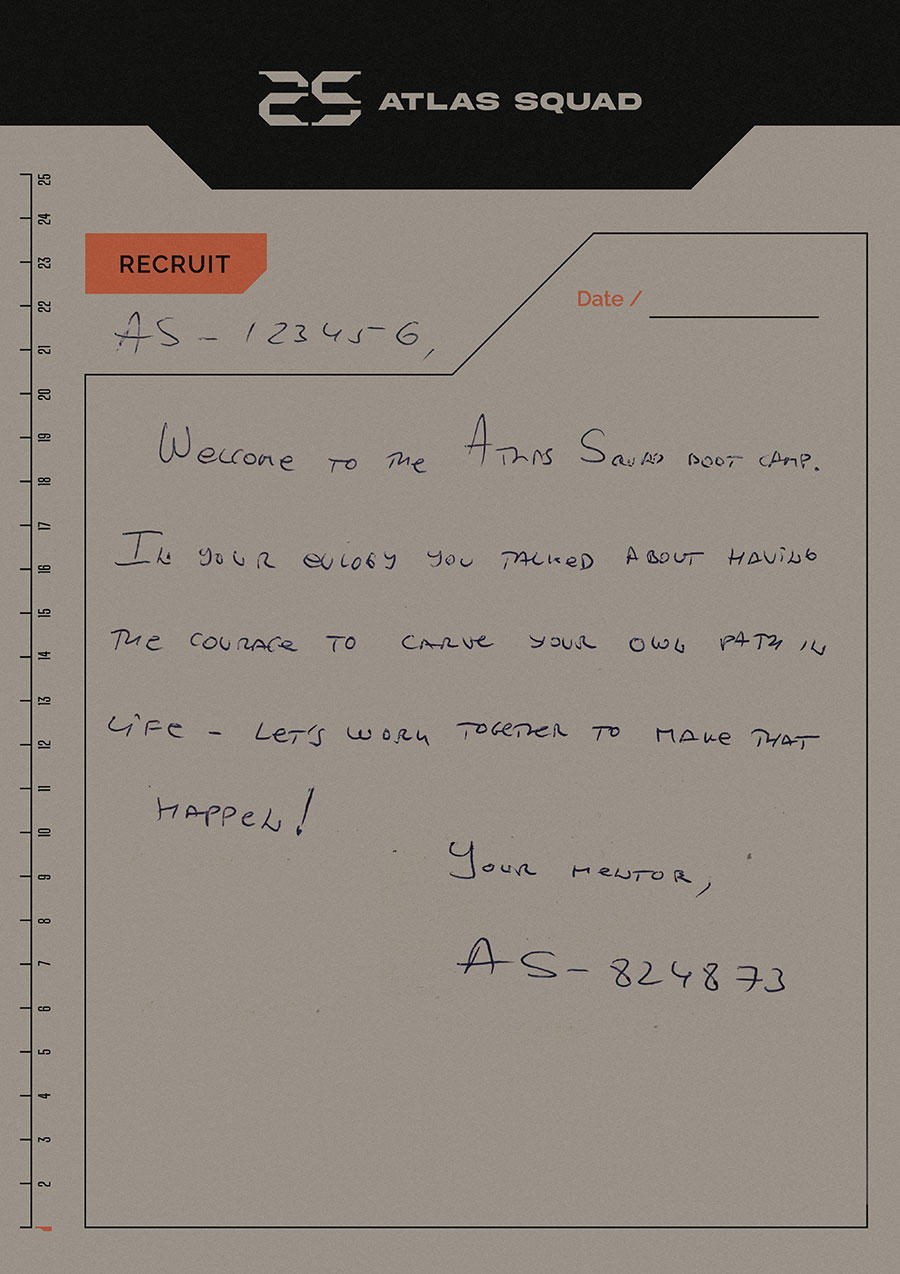 ATLAS SQUAD
RECRUIT
Date /
AS - 123456,
Welcome to the Atlas Squad boot camp.
In your eulogy you talked about having
the courage to carve your own path in
life - let's work together to make that
happen!
Your mentor,
AS - 824873
25
24
23
22
21
20
19
18
17
16
15
14
13
12
11
10
9
8
7
6
5
4
3
2
1